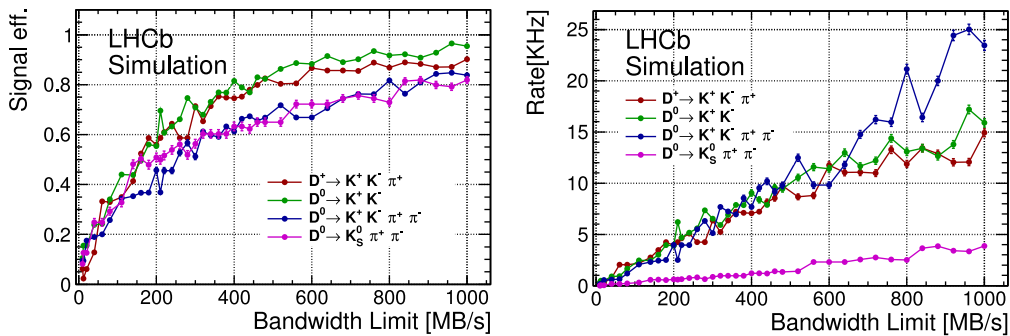 Signal eff.
1
0.8
0.6
0.4
0.2
0
LHCb
Simulation
D⁺→ K⁺ K⁻ π⁺
D⁰→ K⁺ K⁻
D⁰→ K⁺ K⁻ π⁺ π⁻
D⁰→ K⁰S π⁺ π⁻
0 200 400 600 800 1000
Bandwidth Limit [MB/s]
Rate[KHz]
25
20
15
10
5
0
LHCb
Simulation
D⁺→ K⁺ K⁻ π⁺
D⁰→ K⁺ K⁻
D⁰→ K⁺ K⁻ π⁺ π⁻
D⁰→ K⁰S π⁺ π⁻
0 200 400 600 800 1000
Bandwidth Limit [MB/s]